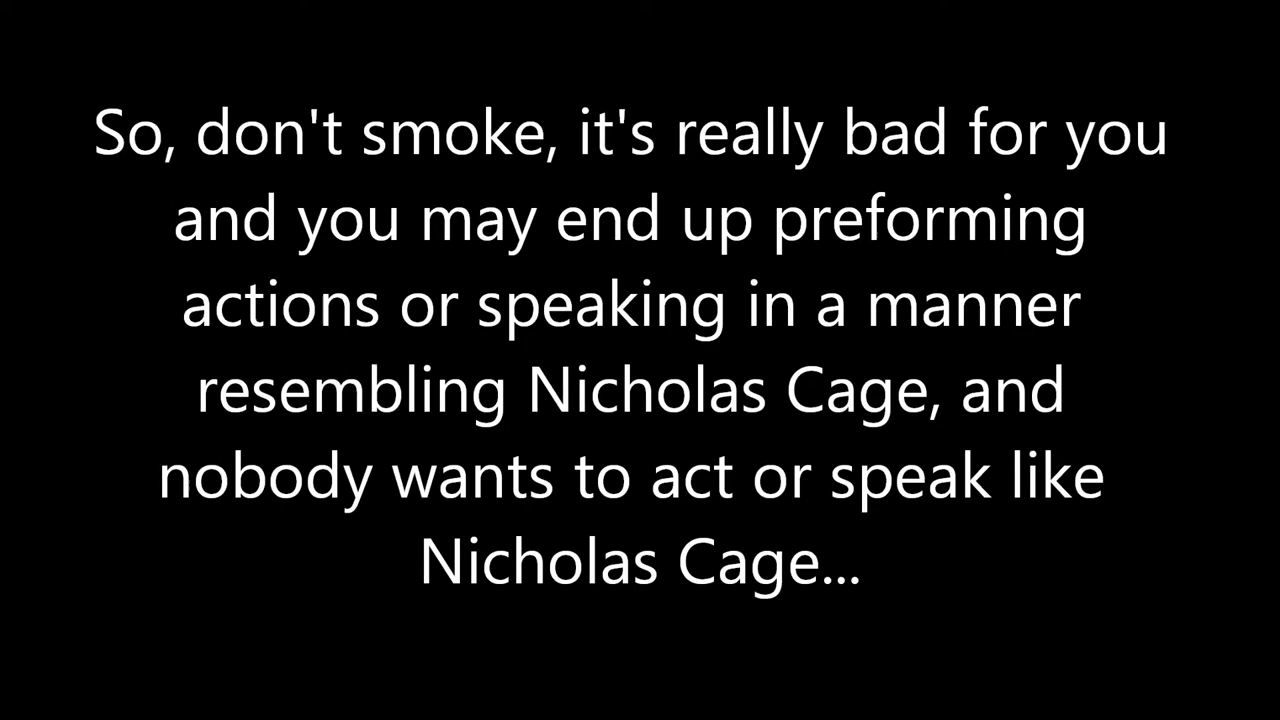 So, don't smoke, it's really bad for you
and you may end up preforming
actions or speaking in a manner
resembling Nicholas Cage, and
nobody wants to act or speak like
Nicholas Cage...